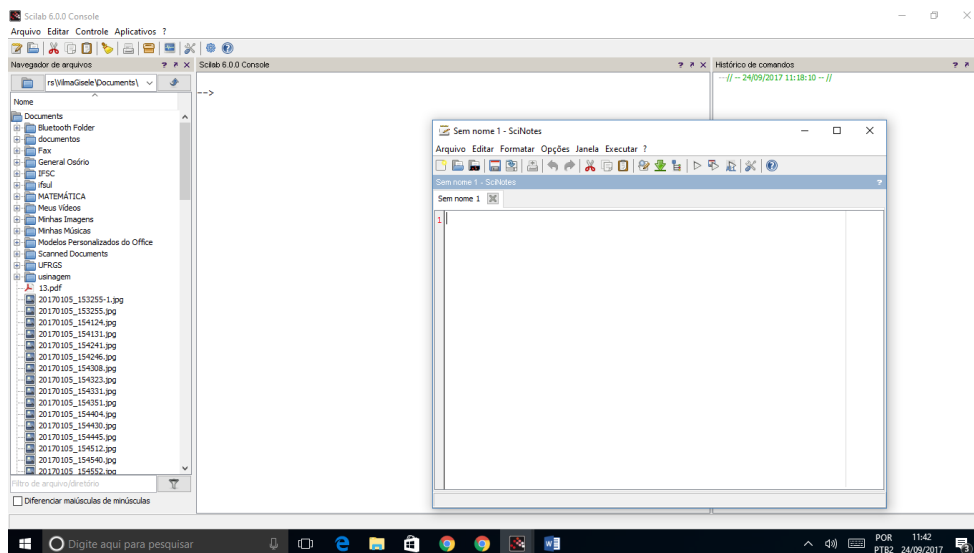 Scilab 6.0.0 Console
Arquivo Editar Controle Aplicativos ?
Navegador de arquivos ? ↗ X
rs\VilmaGisele\Documents\
Nome
Documents
Bluetooth Folder
documentos
Fax
General Osório
IFSC
ifsul
MATEMÁTICA
Meus Vídeos
Minhas Imagens
Minhas Músicas
Modelos Personalizados do Office
Scanned Documents
UFRGS
usinagem
13.pdf
20170105_153255-1.jpg
20170105_153255.jpg
20170105_154124.jpg
20170105_154131.jpg
20170105_154241.jpg
20170105_154246.jpg
20170105_154308.jpg
20170105_154323.jpg
20170105_154331.jpg
20170105_154351.jpg
20170105_154404.jpg
20170105_154430.jpg
20170105_154445.jpg
20170105_154512.jpg
20170105_154540.jpg
20170105_154552.jpg
Filtro de arquivo/diretório
Diferenciar maiúsculas de minúsculas
Scilab 6.0.0 Console ? ↗ X
-->
Histórico de comandos ? ↗
// -- 24/09/2017 11:18:10 -- //
Sem nome 1 - SciNotes
Arquivo Editar Formatar Opções Janela Executar ?
Sem nome 1 - SciNotes ?
Sem nome 1
1
Digite aqui para pesquisar
POR
PTB2
11:42
24/09/2017